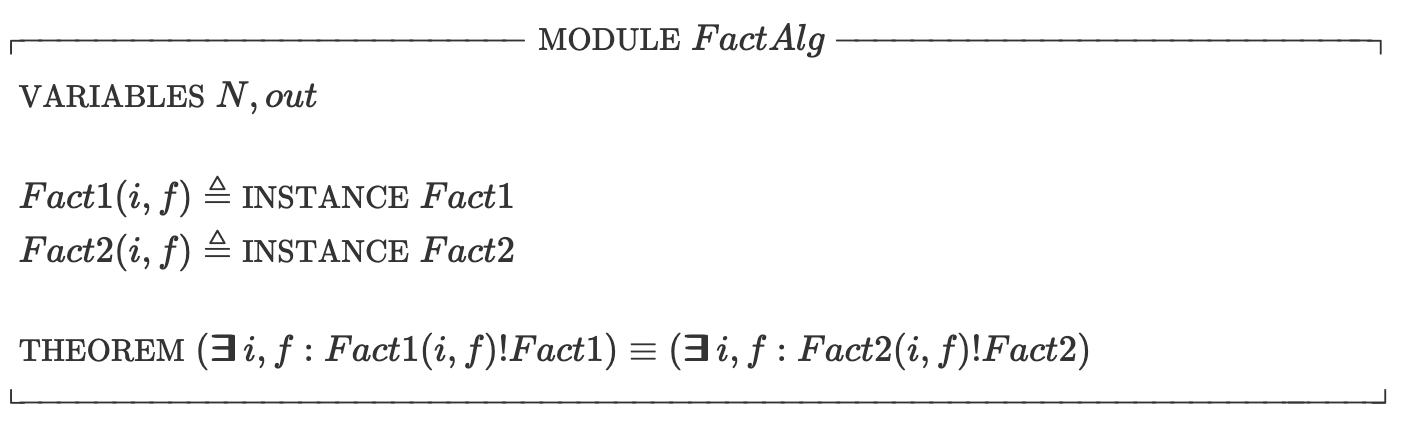 MODULE FactAlg
VARIABLES N, out
Fact1(i, f) ≜ INSTANCE Fact1
Fact2(i, f) ≜ INSTANCE Fact2
THEOREM (∃ i, f : Fact1(i, f)!Fact1) ≡ (∃ i, f : Fact2(i, f)!Fact2)